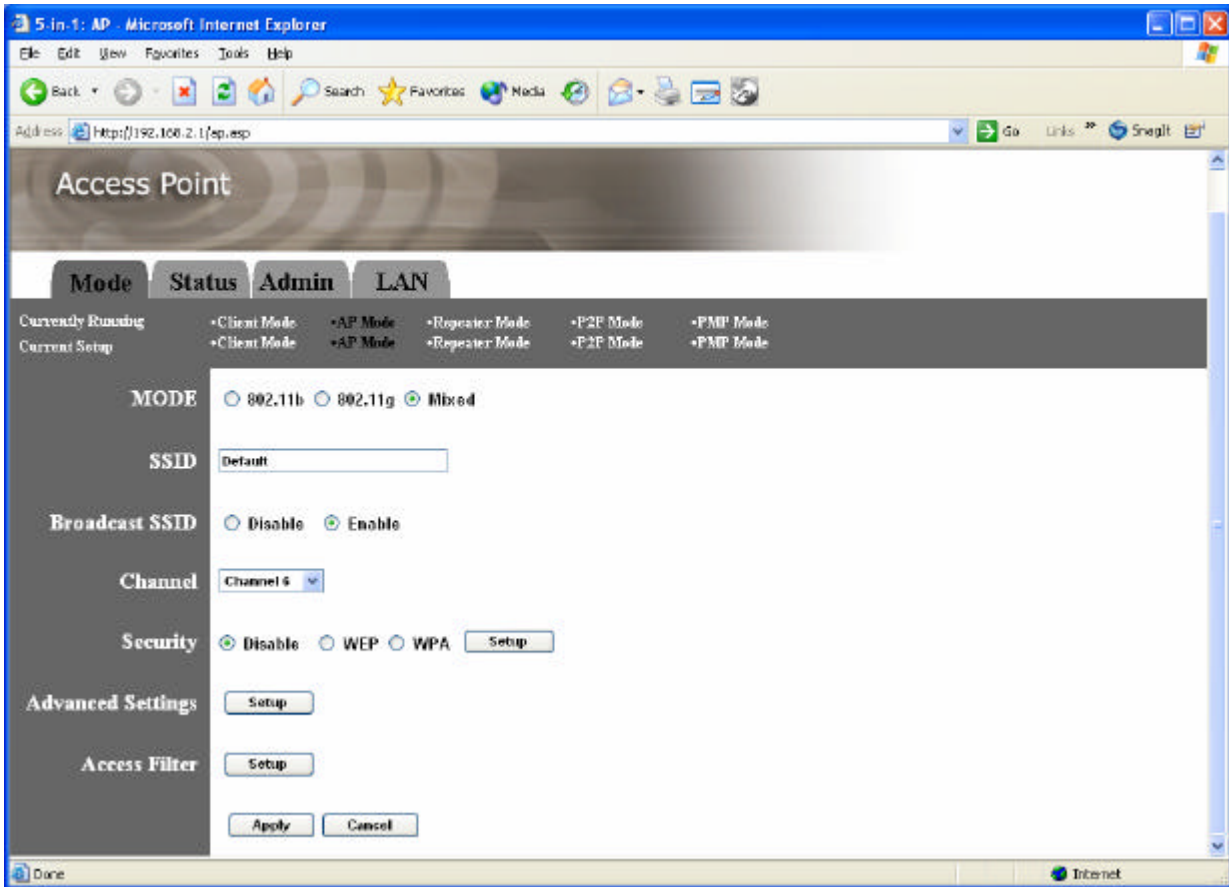 5-in-1: AP - Microsoft Internet Explorer
File Edit View Favorites Tools Help
Back Search Favorites Media
Address http://192.168.2.1/ap.asp Go Links » SnagIt
Access Point
Mode Status Admin LAN
Currently Running •Client Mode •AP Mode •Repeater Mode •P2P Mode •PMP Mode
Current Setup •Client Mode •AP Mode •Repeater Mode •P2P Mode •PMP Mode
MODE 802.11b 802.11g Mixed
SSID Default
Broadcast SSID Disable Enable
Channel Channel 6
Security Disable WEP WPA Setup
Advanced Settings Setup
Access Filter Setup
Apply Cancel
Done Internet